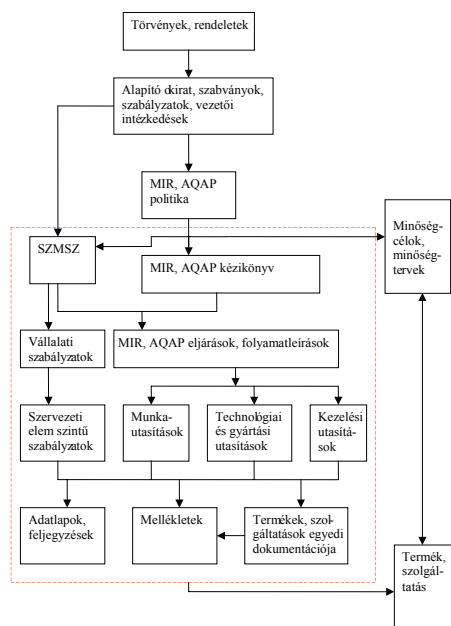 Törvények, rendeletek
Alapító okirat, szabványok,
szabályzatok, vezetői
intézkedések
MIR, AQAP
politika
Minőség-
célok,
minőség-
tervek
SZMSZ
MIR, AQAP kézikönyv
Vállalati
szabályzatok
MIR, AQAP eljárások, folyamatleírások
Szervezeti
elem szintű
szabályzatok
Munka-
utasítások
Technológiai
és gyártási
utasítások
Kezelési
utasítá-
sok
Adatlapok,
feljegyzések
Mellékletek
Termékek, szol-
gáltatások egyedi
dokumentációja
Termék,
szolgál-
tatás